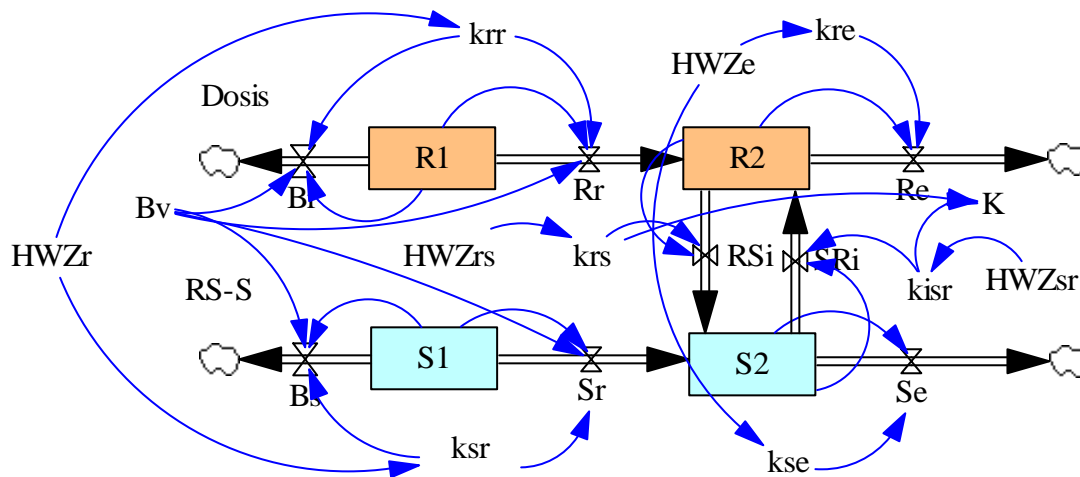 krr
kre
HWZe
Dosis
R1
R2
Br
Rr
Re
Bv
K
HWZr
HWZrs
krs
RSi
SRi
kisr
HWZsr
RS-S
S1
S2
Bs
Sr
Se
ksr
kse